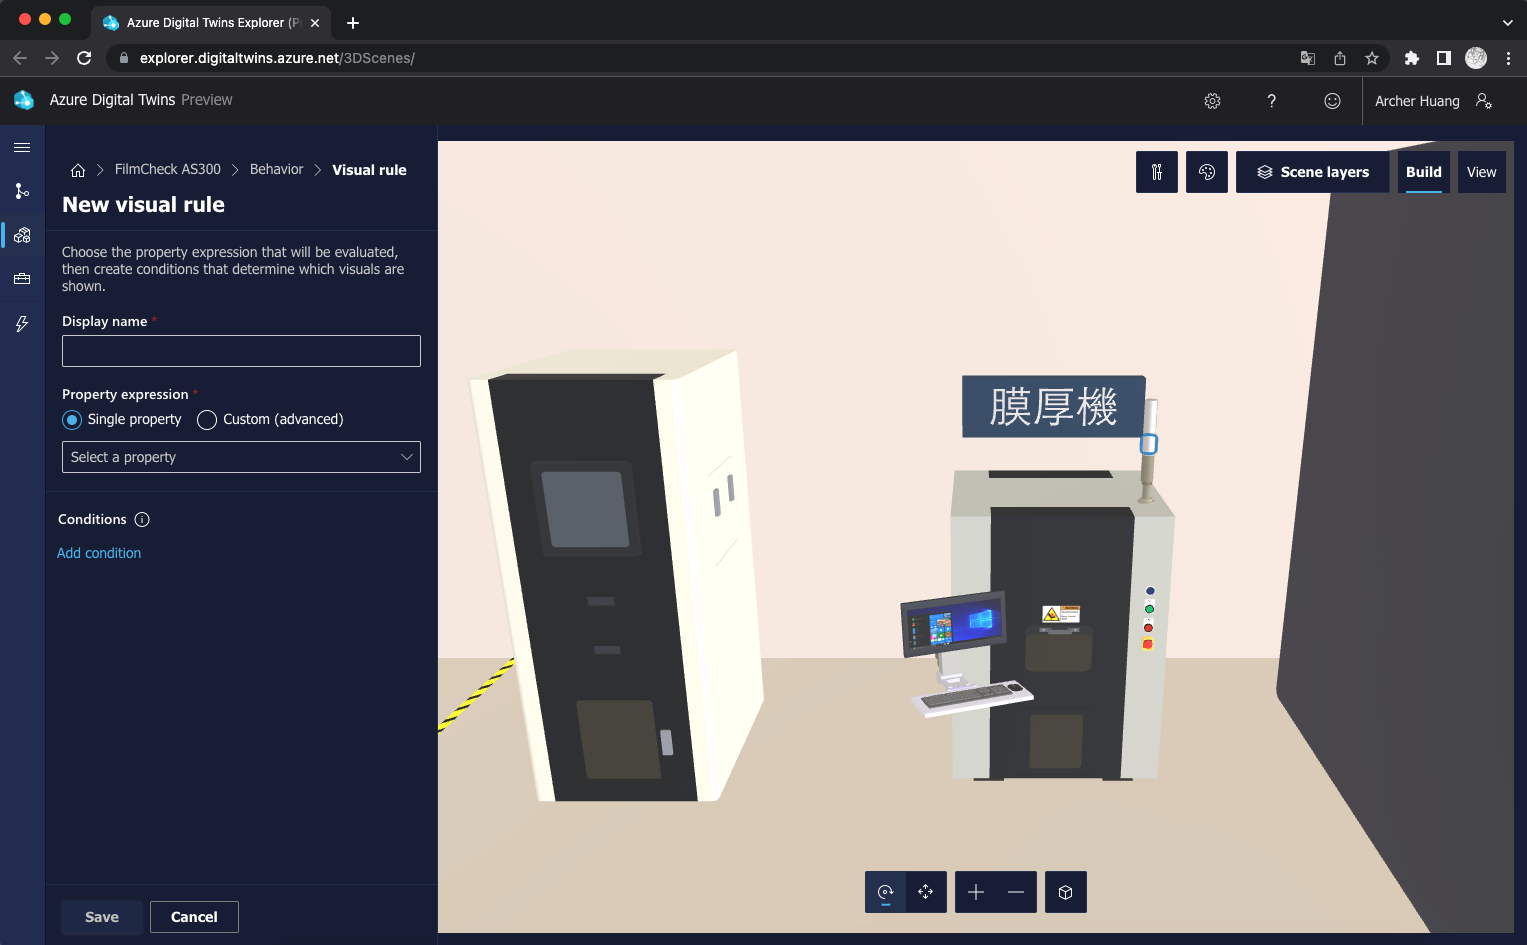 Azure Digital Twins Explorer (P
explorer.digitaltwins.azure.net/3DScenes/
Azure Digital Twins Preview
Archer Huang
FilmCheck AS300 > Behavior > Visual rule
New visual rule
Choose the property expression that will be evaluated,
then create conditions that determine which visuals are
shown.
Display name *
Property expression *
Single property
Custom (advanced)
Select a property
Conditions
Add condition
Save
Cancel
Scene layers
Build
View
膜厚機